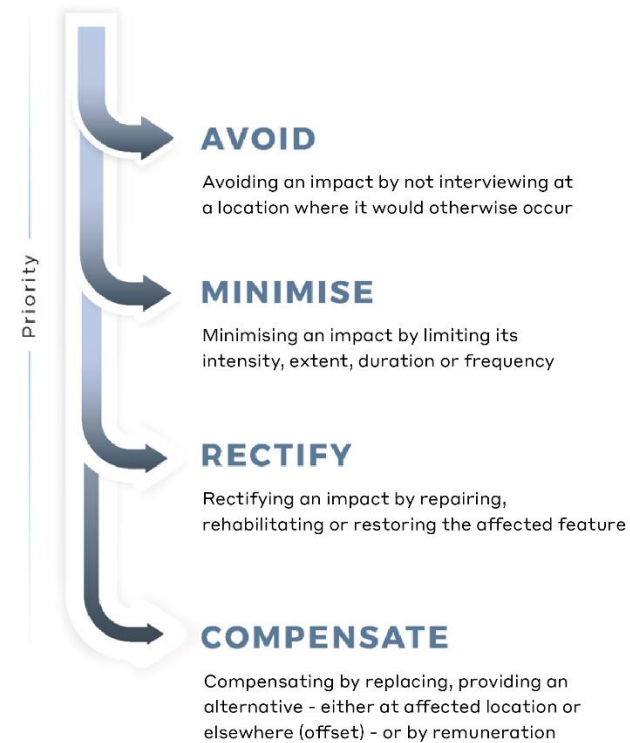 Priority
AVOID
Avoiding an impact by not interviewing at
a location where it would otherwise occur
MINIMISE
Minimising an impact by limiting its
intensity, extent, duration or frequency
RECTIFY
Rectifying an impact by repairing,
rehabilitating or restoring the affected feature
COMPENSATE
Compensating by replacing, providing an
alternative - either at affected location or
elsewhere (offset) - or by remuneration